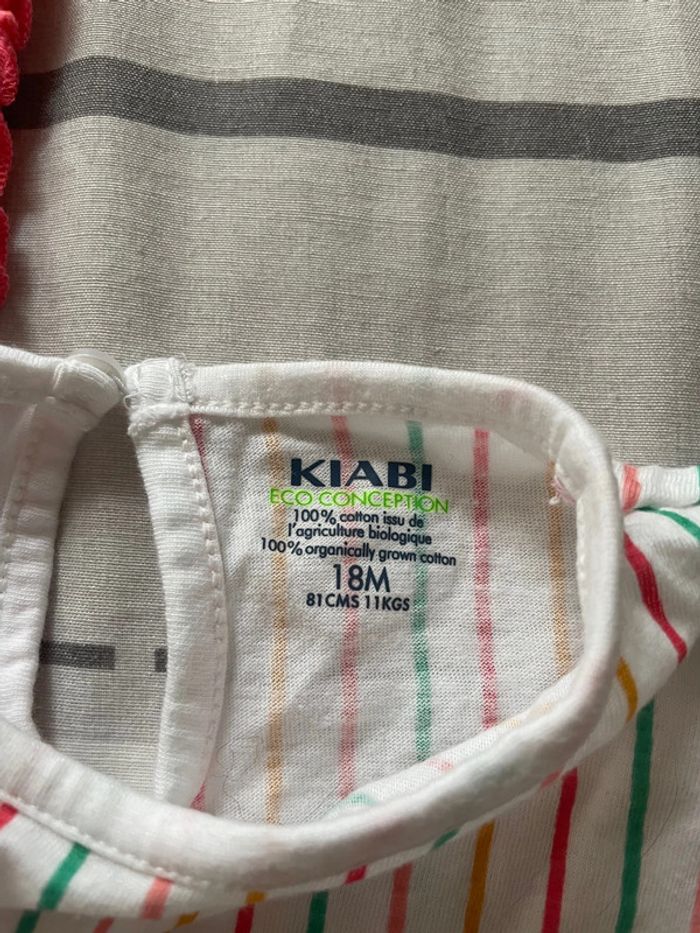 KIABI
ECO CONCEPTION
100% cotton issu de
l'agriculture biologique
100% organically grown cotton
18M
81CMS 11KGS